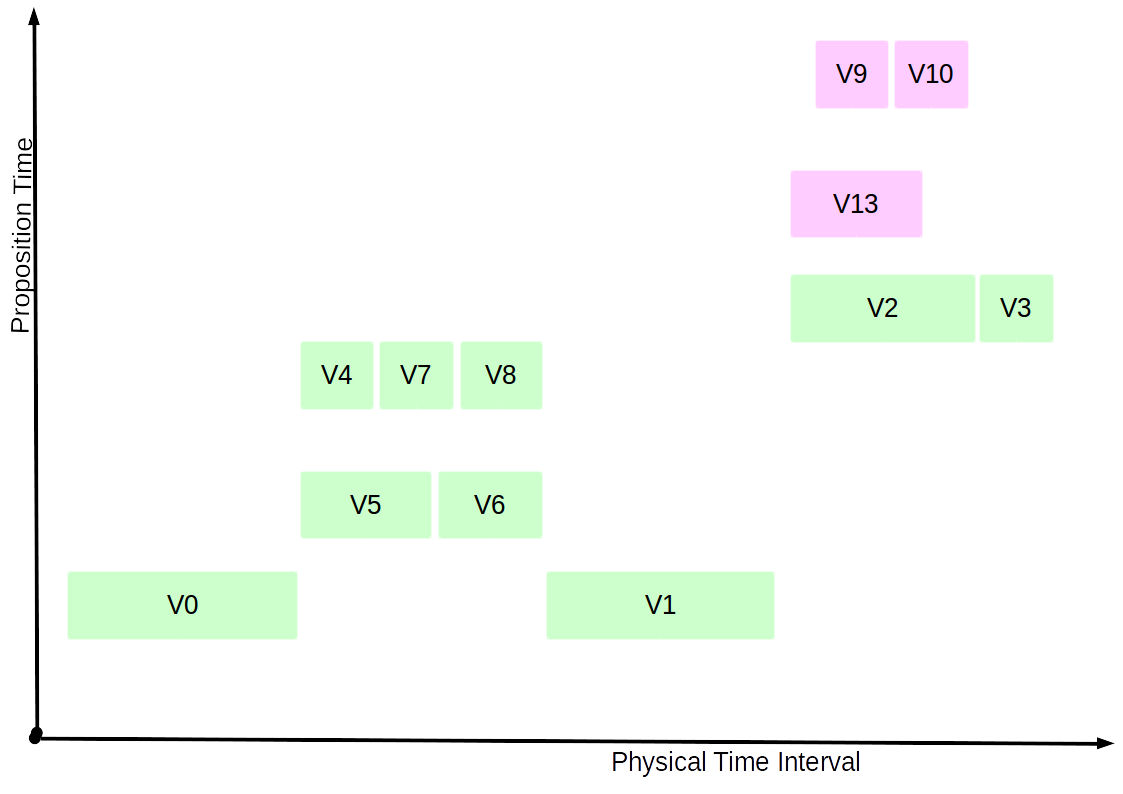 V9 V10
V13
Proposition Time
V2 V3
V4 V7 V8
V5 V6
V0 V1
Physical Time Interval